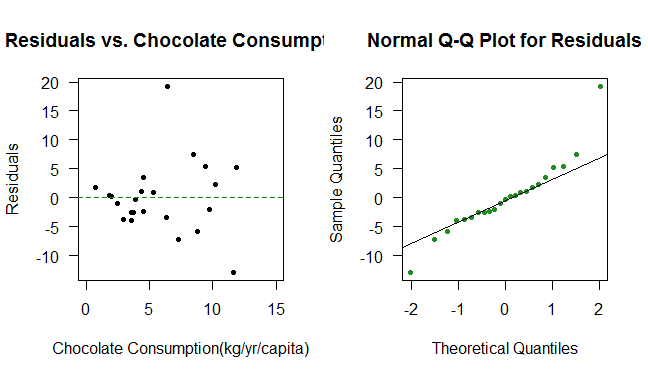 Residuals vs. Chocolate Consumpt
Residuals
20
15
10
5
0
-5
-10
0 5 10 15
Chocolate Consumption(kg/yr/capita)
Normal Q-Q Plot for Residuals
Sample Quantiles
20
15
10
5
0
-5
-10
-2 -1 0 1 2
Theoretical Quantiles